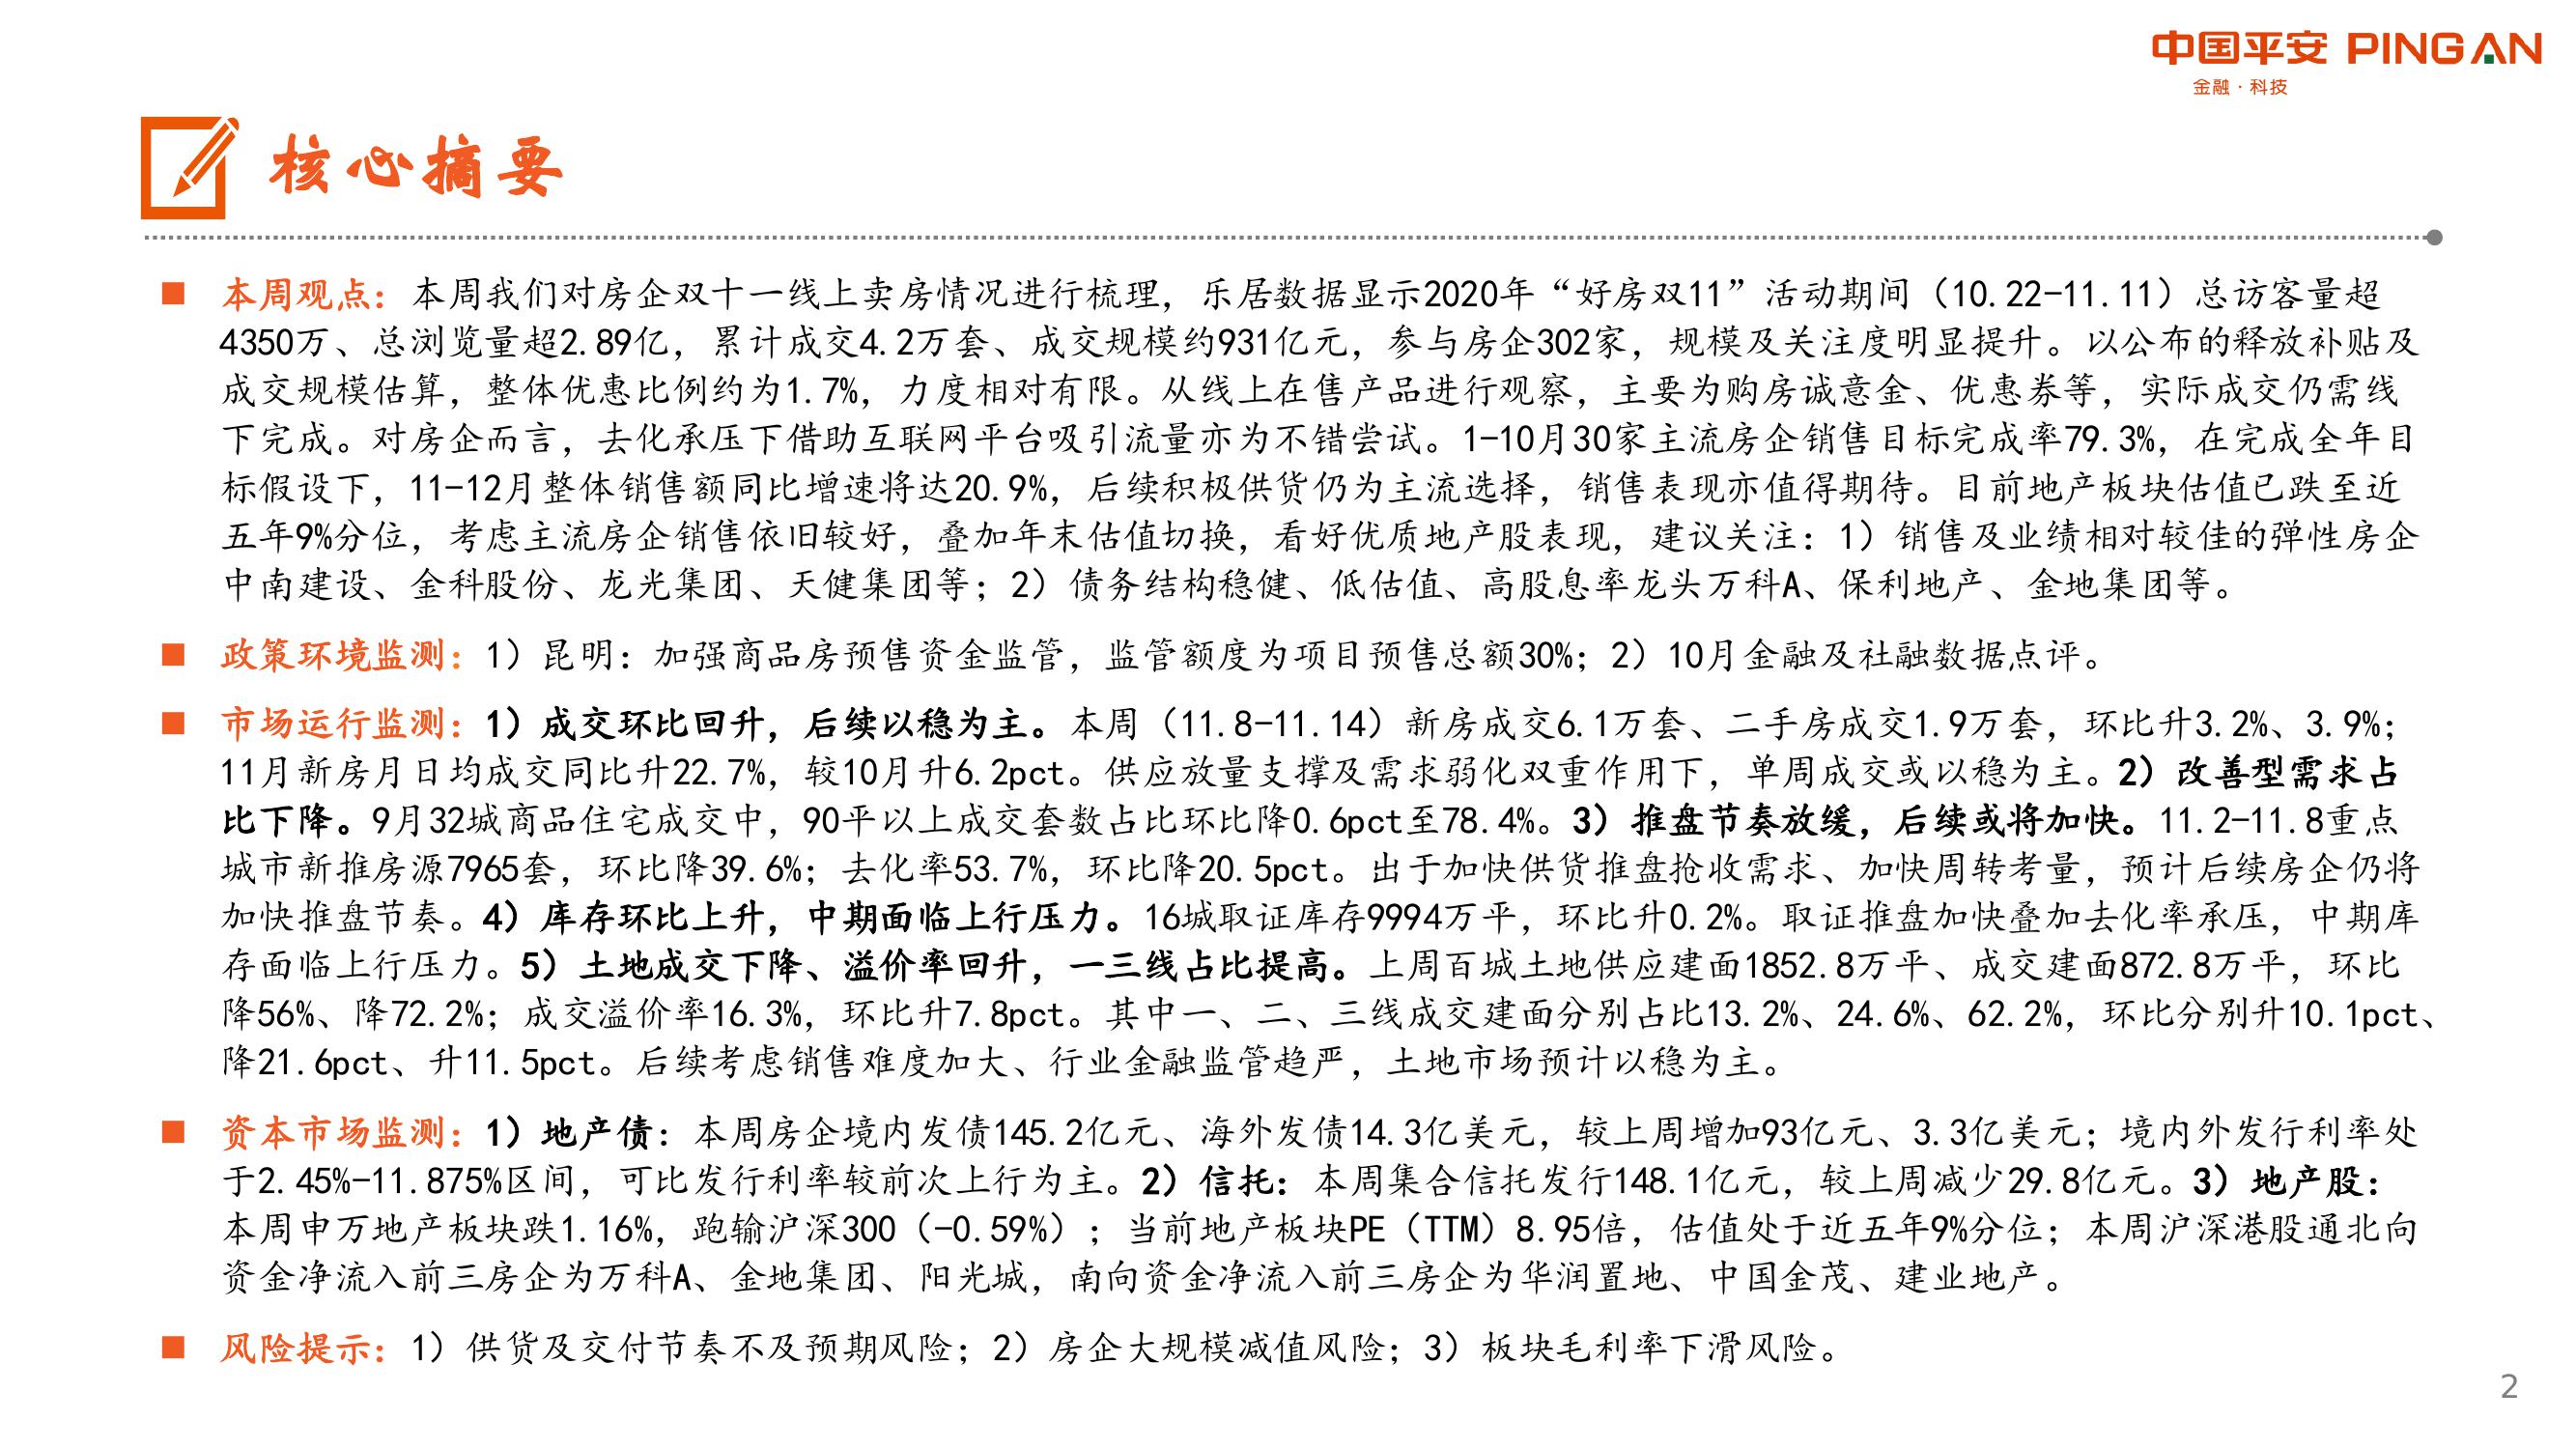 中国平安 PINGAN
金融·科技
核心摘要
■ 本周观点：本周我们对房企双十一线上卖房情况进行梳理，乐居数据显示2020年“好房双11”活动期间（10.22-11.11）总访客量超
4350万、总浏览量超2.89亿，累计成交4.2万套、成交规模约931亿元，参与房企302家，规模及关注度明显提升。以公布的释放补贴及
成交规模估算，整体优惠比例约为1.7%，力度相对有限。从线上在售产品进行观察，主要为购房诚意金、优惠券等，实际成交仍需线
下完成。对房企而言，去化承压下借助互联网平台吸引流量亦为不错尝试。1-10月30家主流房企销售目标完成率79.3%，在完成全年目
标假设下，11-12月整体销售额同比增速将达20.9%，后续积极供货仍为主流选择，销售表现亦值得期待。目前地产板块估值已跌至近
五年9%分位，考虑主流房企销售依旧较好，叠加年末估值切换，看好优质地产股表现，建议关注：1）销售及业绩相对较佳的弹性房企
中南建设、金科股份、龙光集团、天健集团等；2）债务结构稳健、低估值、高股息率龙头万科A、保利地产、金地集团等。
■ 政策环境监测：1）昆明：加强商品房预售资金监管，监管额度为项目预售总额30%；2）10月金融及社融数据点评。
■ 市场运行监测：1）成交环比回升，后续以稳为主。本周（11.8-11.14）新房成交6.1万套、二手房成交1.9万套，环比升3.2%、3.9%；
11月新房月日均成交同比升22.7%，较10月升6.2pct。供应放量支撑及需求弱化双重作用下，单周成交或以稳为主。2）改善型需求占
比下降。9月32城商品住宅成交中，90平以上成交套数占比环比降0.6pct至78.4%。3）推盘节奏放缓，后续或将加快。11.2-11.8重点
城市新推房源7965套，环比降39.6%；去化率53.7%，环比降20.5pct。出于加快供货推盘抢收需求、加快周转考量，预计后续房企仍将
加快推盘节奏。4）库存环比上升，中期面临上行压力。16城取证库存9994万平，环比升0.2%。取证推盘加快叠加去化率承压，中期库
存面临上行压力。5）土地成交下降、溢价率回升，一三线占比提高。上周百城土地供应建面1852.8万平、成交建面872.8万平，环比
降56%、降72.2%；成交溢价率16.3%，环比升7.8pct。其中一、二、三线成交建面分别占比13.2%、24.6%、62.2%，环比分别升10.1pct、
降21.6pct、升11.5pct。后续考虑销售难度加大、行业金融监管趋严，土地市场预计以稳为主。
■ 资本市场监测：1）地产债：本周房企境内发债145.2亿元、海外发债14.3亿美元，较上周增加93亿元、3.3亿美元；境内外发行利率处
于2.45%-11.875%区间，可比发行利率较前次上行为主。2）信托：本周集合信托发行148.1亿元，较上周减少29.8亿元。3）地产股：
本周申万地产板块跌1.16%，跑输沪深300（-0.59%）；当前地产板块PE（TTM）8.95倍，估值处于近五年9%分位；本周沪深港股通北向
资金净流入前三房企为万科A、金地集团、阳光城，南向资金净流入前三房企为华润置地、中国金茂、建业地产。
■ 风险提示：1）供货及交付节奏不及预期风险；2）房企大规模减值风险；3）板块毛利率下滑风险。
2